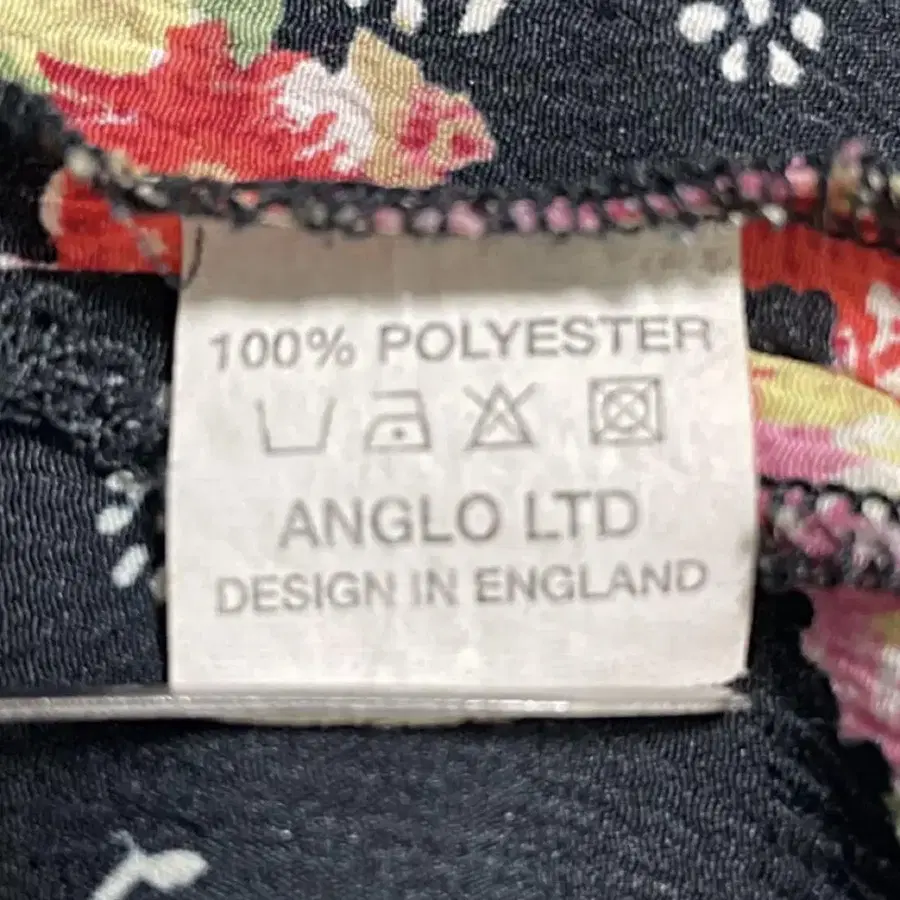 100% POLYESTER
ANGLO LTD
DESIGN IN ENGLAND